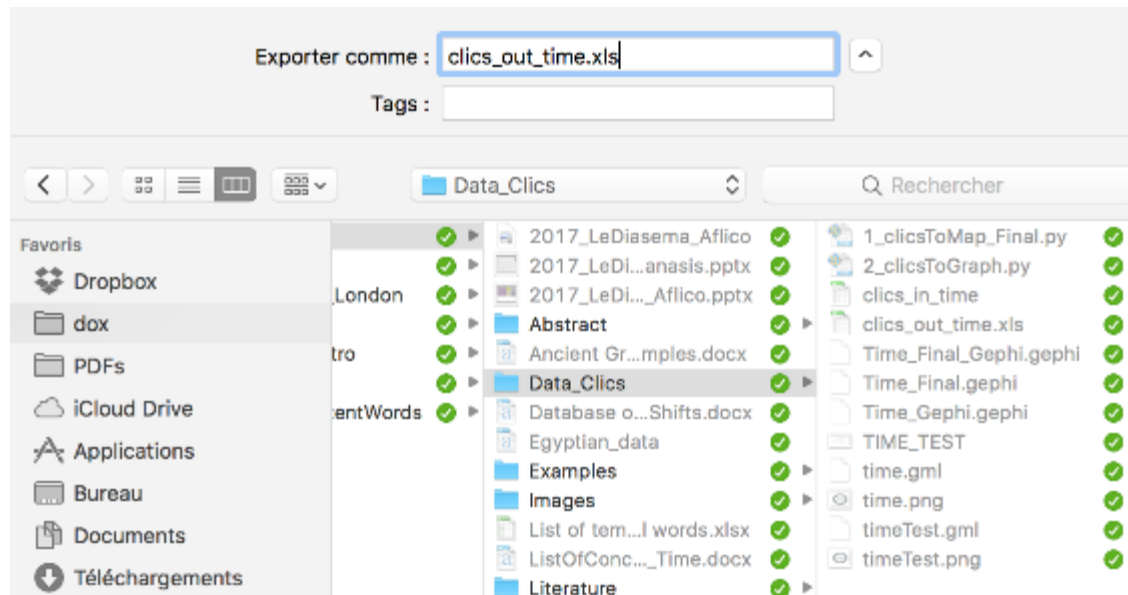 Exporter comme : clics_out_time.xls
Tags :
Data_Clics
Rechercher
Favoris
Dropbox
dox
PDFs
iCloud Drive
Applications
Bureau
Documents
Téléchargements
_London
tro
entWords
2017_LeDiasema_Aflico
2017_LeDi...anasis.pptx
2017_LeDi..._Aflico.pptx
Abstract
Ancient Gr...mples.docx
Data_Clics
Database o...Shifts.docx
Egyptian_data
Examples
Images
List of tem...l words.xlsx
ListOfConc..._Time.docx
Literature
1_clicsToMap_Final.py
2_clicsToGraph.py
clics_in_time
clics_out_time.xls
Time_Final_Gephi.gephi
Time_Final.gephi
Time_Gephi.gephi
TIME_TEST
time.gml
time.png
timeTest.gml
timeTest.png